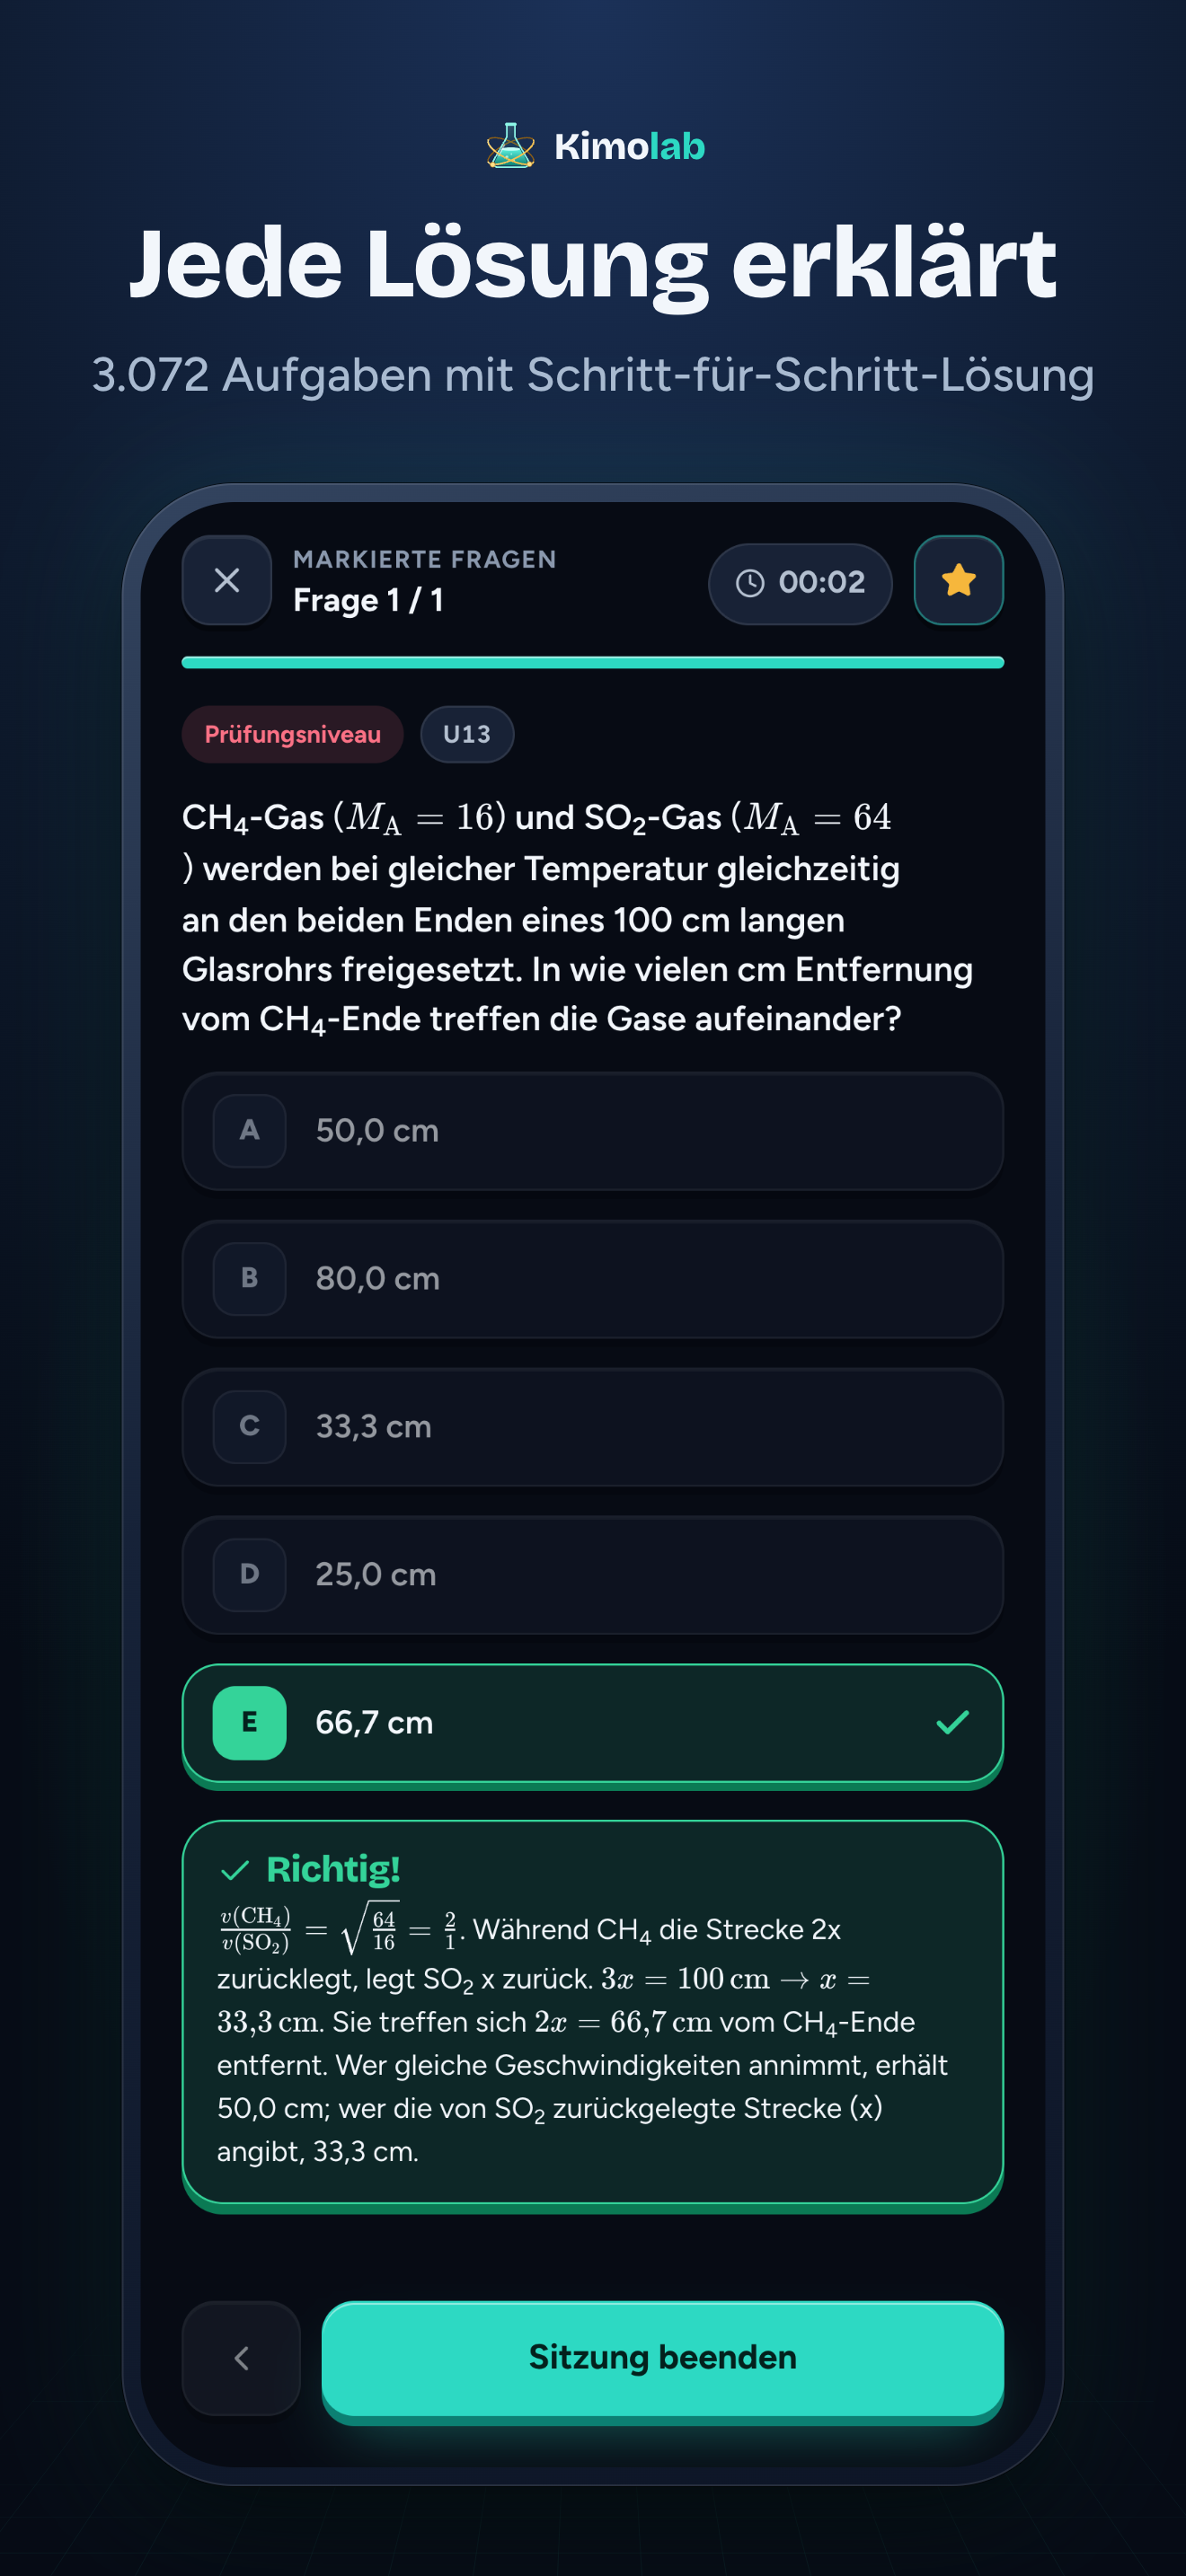 Kimolab
Jede Lösung erklärt
3.072 Aufgaben mit Schritt-für-Schritt-Lösung
MARKIERTE FRAGEN
Frage 1 / 1
00:02
Prüfungsniveau
U13
CH₄-Gas (M_A = 16) und SO₂-Gas (M_A = 64
) werden bei gleicher Temperatur gleichzeitig
an den beiden Enden eines 100 cm langen
Glasrohrs freigesetzt. In wie vielen cm Entfernung
vom CH₄-Ende treffen die Gase aufeinander?
A 50,0 cm
B 80,0 cm
C 33,3 cm
D 25,0 cm
E 66,7 cm
Richtig!
v(CH₄)/v(SO₂) = √(64/16) = 2/1. Während CH₄ die Strecke 2x
zurücklegt, legt SO₂ x zurück. 3x = 100 cm → x =
33,3 cm. Sie treffen sich 2x = 66,7 cm vom CH₄-Ende
entfernt. Wer gleiche Geschwindigkeiten annimmt, erhält
50,0 cm; wer die von SO₂ zurückgelegte Strecke (x)
angibt, 33,3 cm.
Sitzung beenden